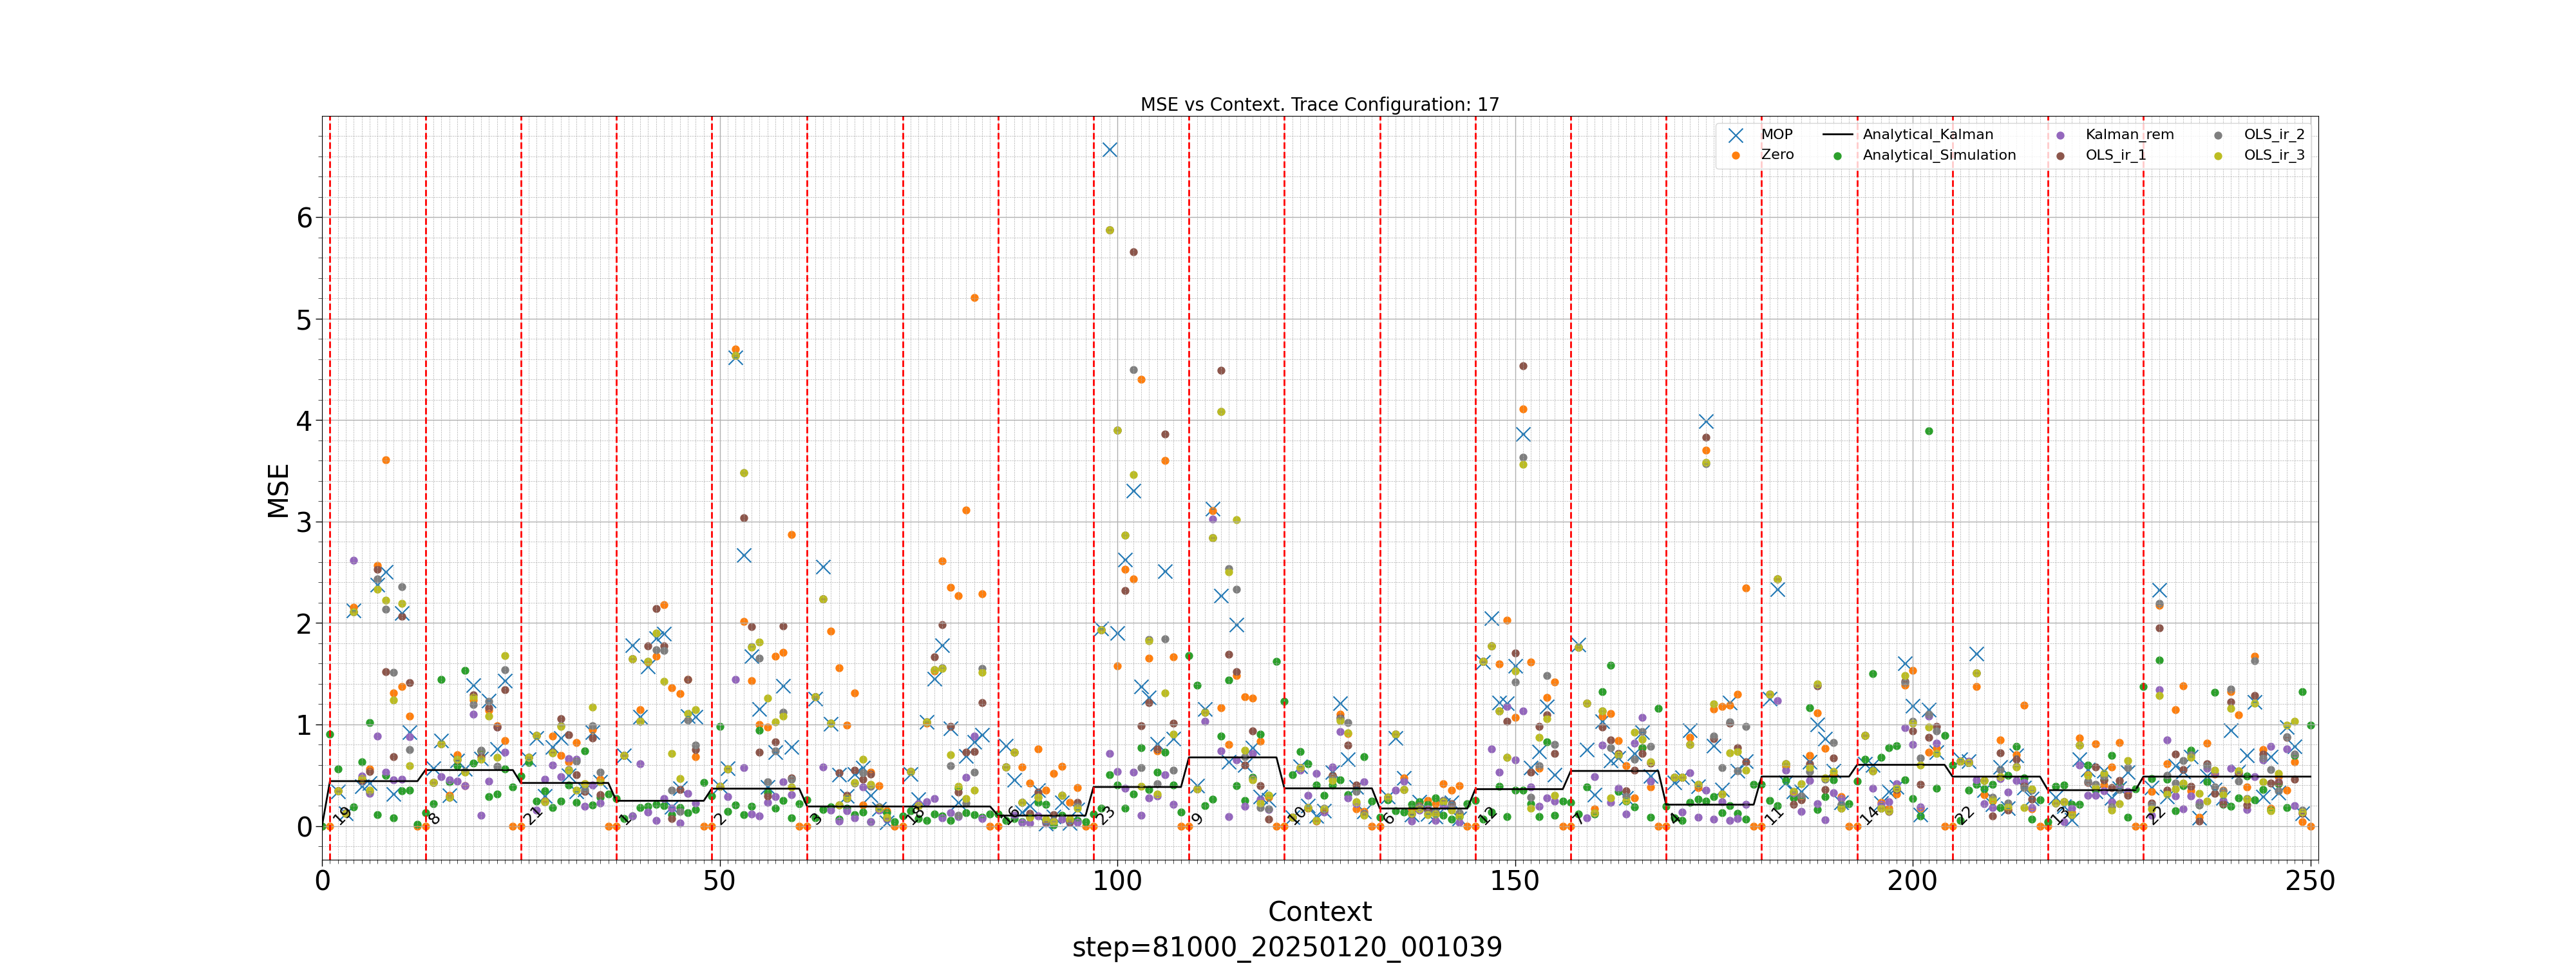 MSE vs Context. Trace Configuration: 17
MOP
Zero
Analytical_Kalman
Analytical_Simulation
Kalman_rem
OLS_ir_1
OLS_ir_2
OLS_ir_3
MSE
6
5
4
3
2
1
0
19
8
21
1
2
3
18
16
23
9
10
6
12
7
4
11
14
22
13
22
0
50
100
150
200
250
Context
step=81000_20250120_001039